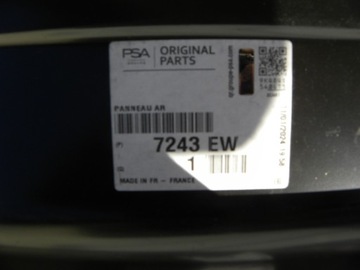 PSA
ORIGINAL
PARTS
PANNEAU AR
(P)
7243 EW
(Q)
1
MADE IN FR - FRANCE